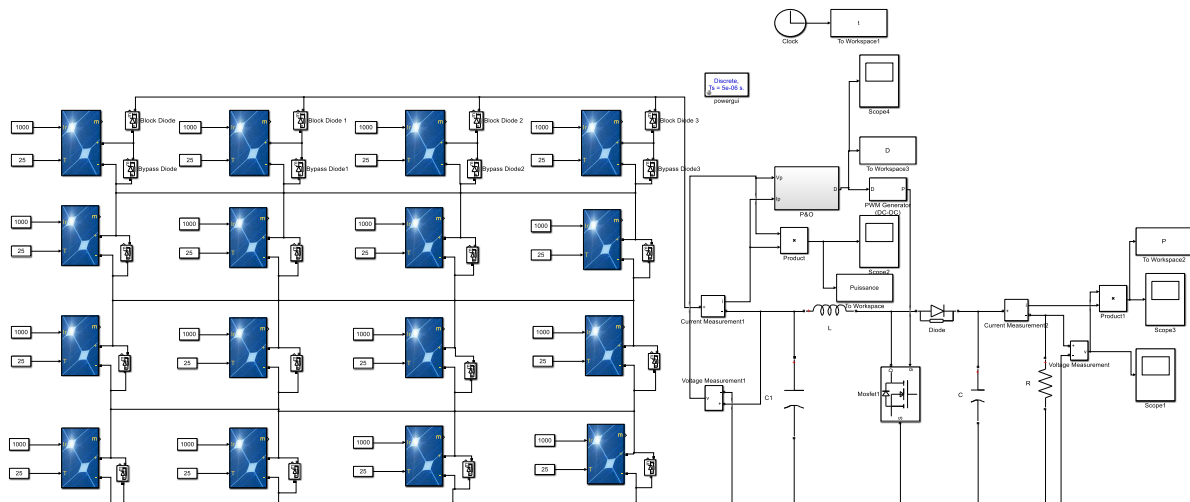 Clock
t
To Workspace1
Discrete,
Ts = 5e-06 s.
powergui
Scope4
1000
25
T
m
Block Diode
Bypass Diode
1000
25
T
m
Block Diode 1
Bypass Diode1
1000
25
T
m
Block Diode 2
Bypass Diode2
1000
25
T
m
Block Diode 3
Bypass Diode3
D
To Workspace3
Vp
Ip
D
P&O
D
P
PWM Generator
(DC-DC)
1000
25
T
m
1000
25
T
m
1000
25
T
m
1000
25
T
m
×
Product
Scope2
Puissance
To Workspace
P
To Workspace2
×
Product1
Scope3
Current Measurement1
L
Diode
Current Measurement2
Voltage Measurement
Scope1
1000
25
T
m
1000
25
T
m
1000
25
T
m
1000
25
T
m
Voltage Measurement1
C1
Mosfet1
C
R
1000
25
T
m
1000
25
T
m
1000
25
T
m
1000
25
T
m